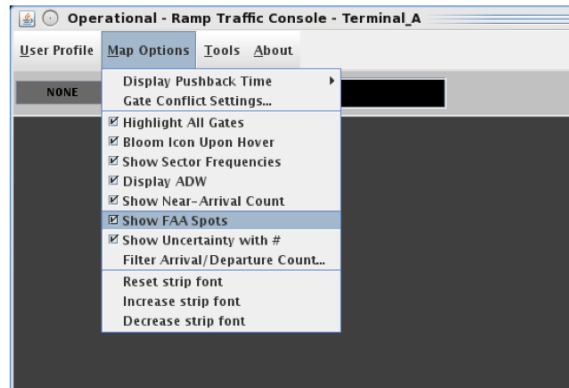 Operational - Ramp Traffic Console - Terminal_A
User Profile Map Options Tools About
NONE
Display Pushback Time
Gate Conflict Settings...
Highlight All Gates
Bloom Icon Upon Hover
Show Sector Frequencies
Display ADW
Show Near-Arrival Count
Show FAA Spots
Show Uncertainty with #
Filter Arrival/Departure Count...
Reset strip font
Increase strip font
Decrease strip font